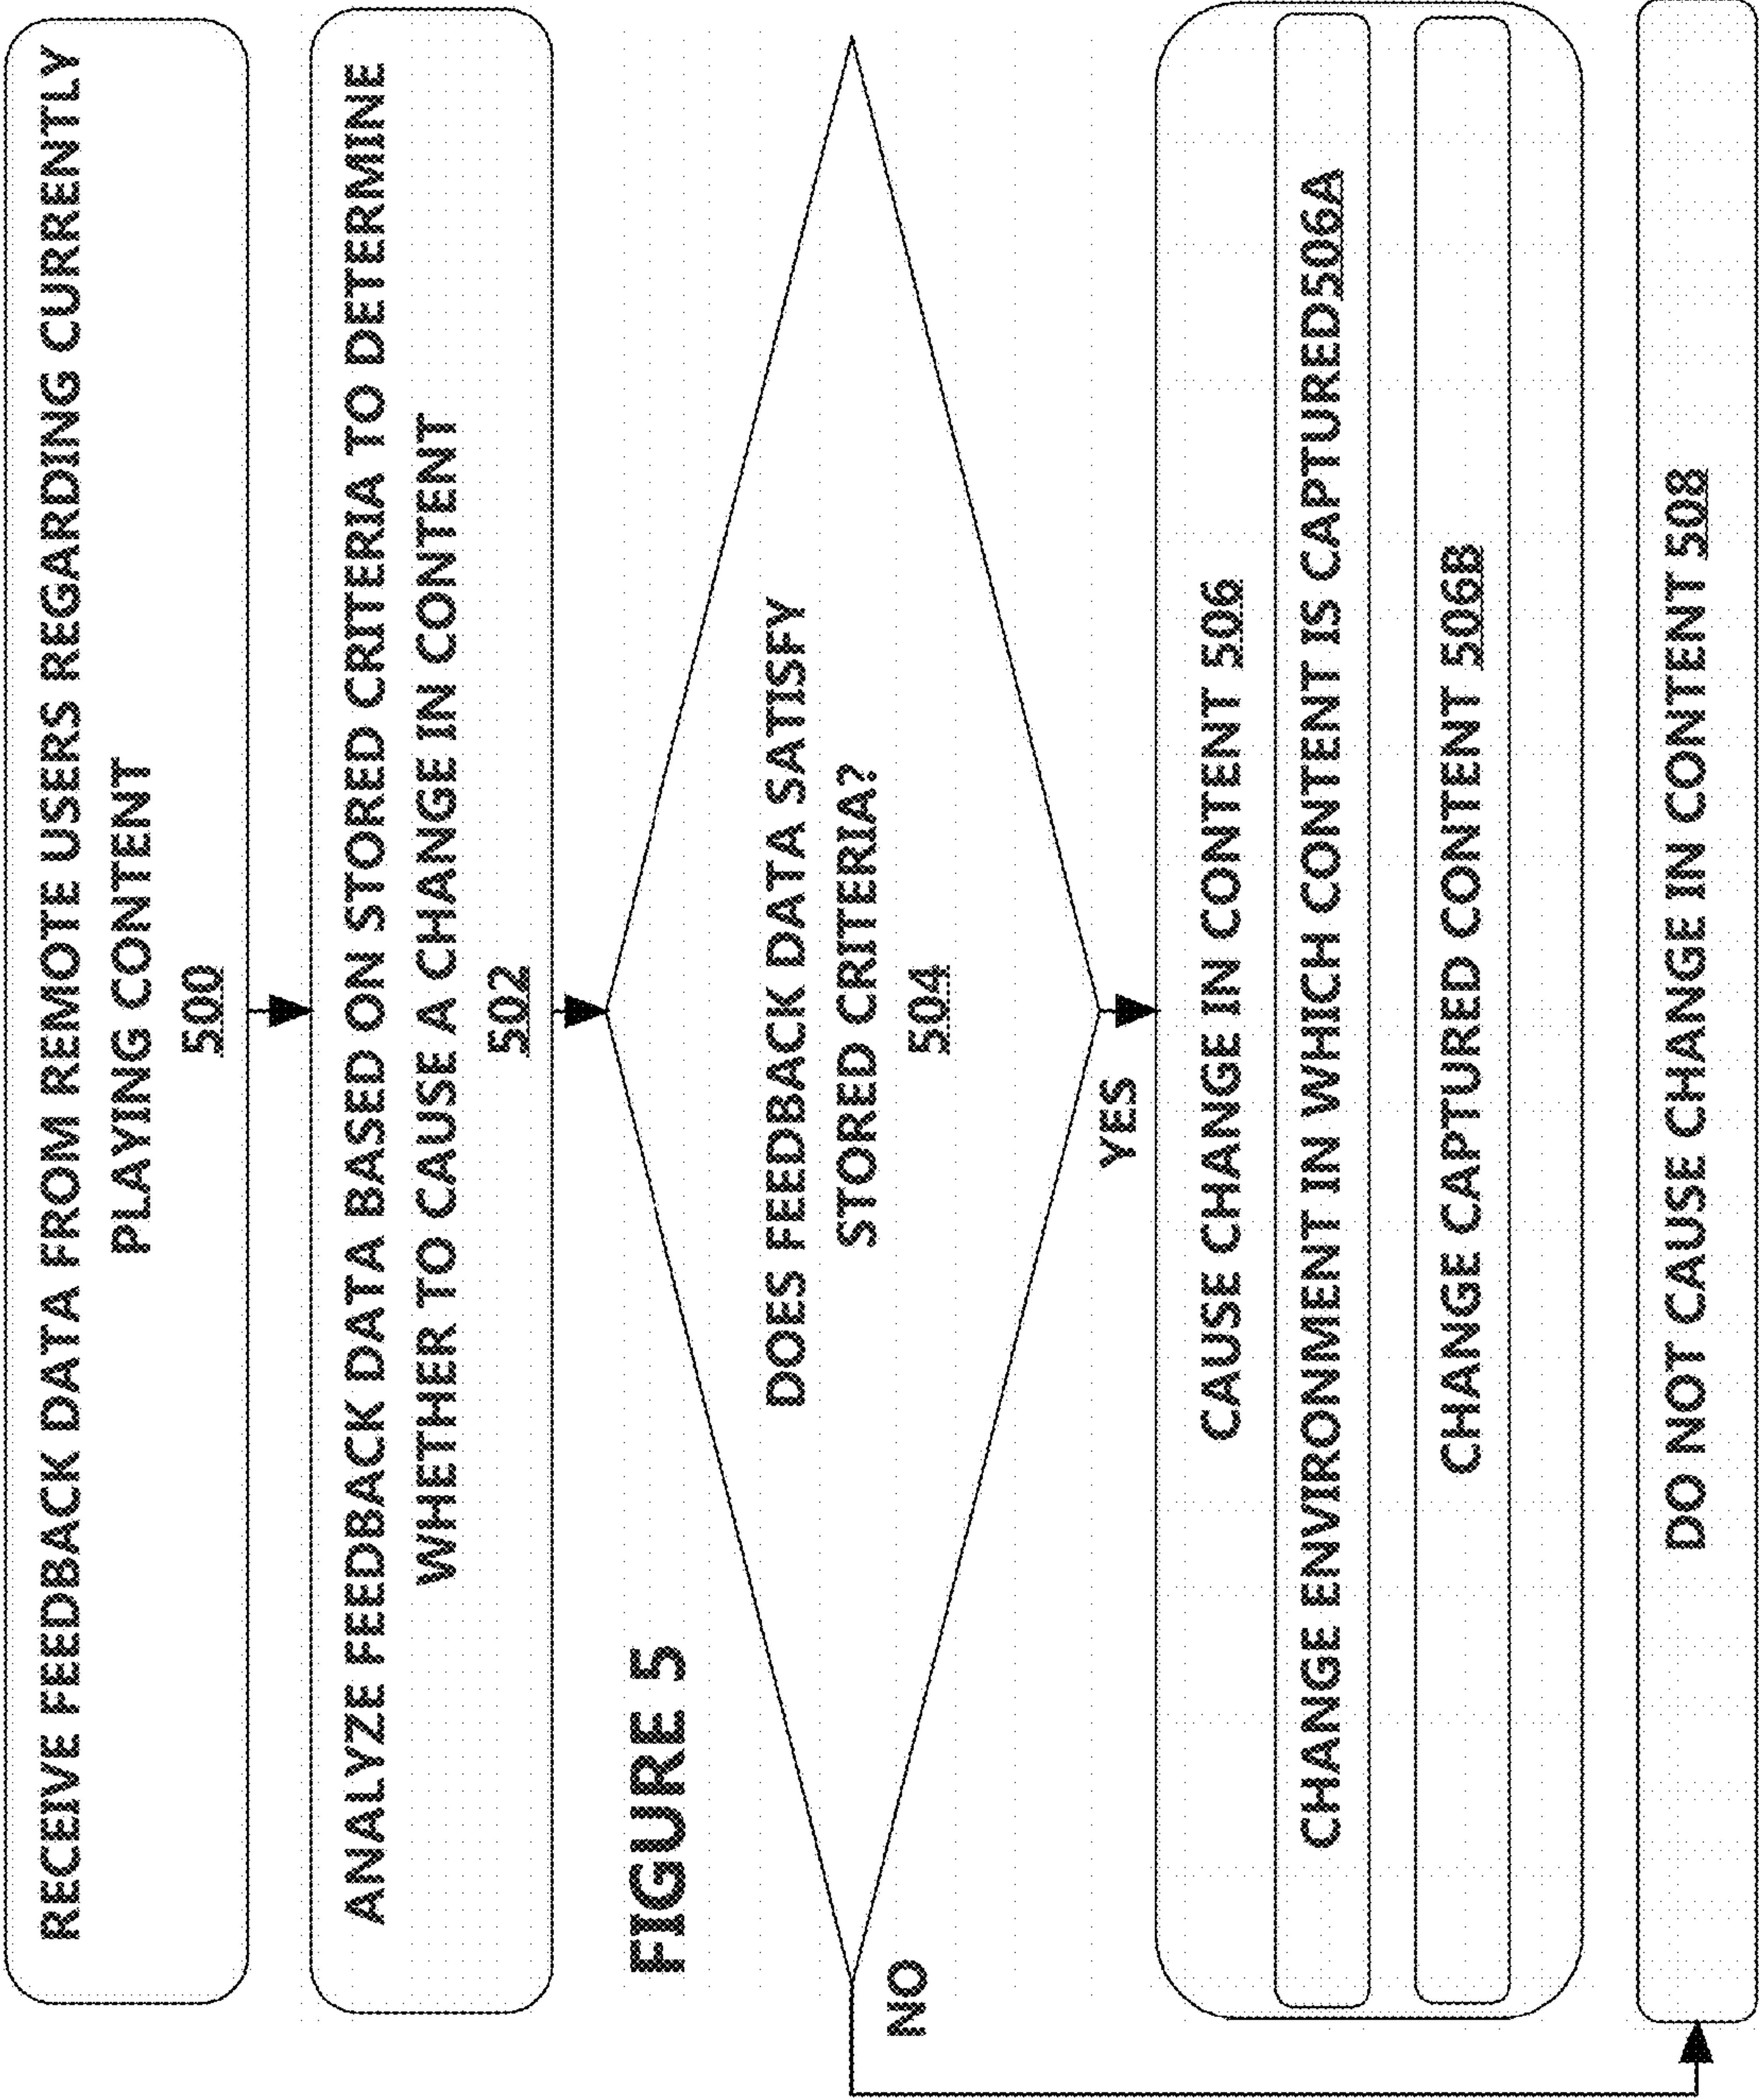 RECEIVE FEEDBACK DATA FROM REMOTE USERS REGARDING CURRENTLY
PLAYING CONTENT
500
ANALYZE FEEDBACK DATA BASED ON STORED CRITERIA TO DETERMINE
WHETHER TO CAUSE A CHANGE IN CONTENT
502
FIGURE 5
DOES FEEDBACK DATA SATISFY
STORED CRITERIA?
504
NO
YES
CAUSE CHANGE IN CONTENT 506
CHANGE ENVIRONMENT IN WHICH CONTENT IS CAPTURED506A
CHANGE CAPTURED CONTENT 506B
DO NOT CAUSE CHANGE IN CONTENT 508